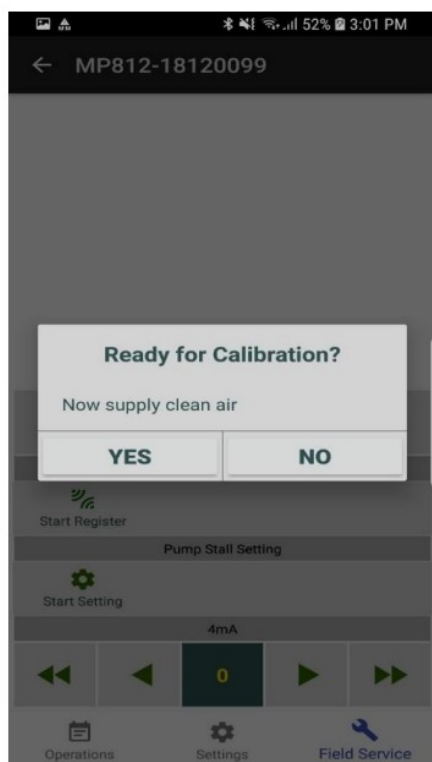 52% 3:01 PM
MP812-18120099
Ready for Calibration?
Now supply clean air
YES NO
Start Register
Pump Stall Setting
Start Setting
4mA
0
Operations Settings Field Service